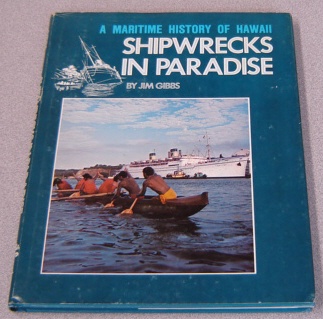 A MARITIME HISTORY OF HAWAII
SHIPWRECKS
IN PARADISE
BY JIM GIBBS